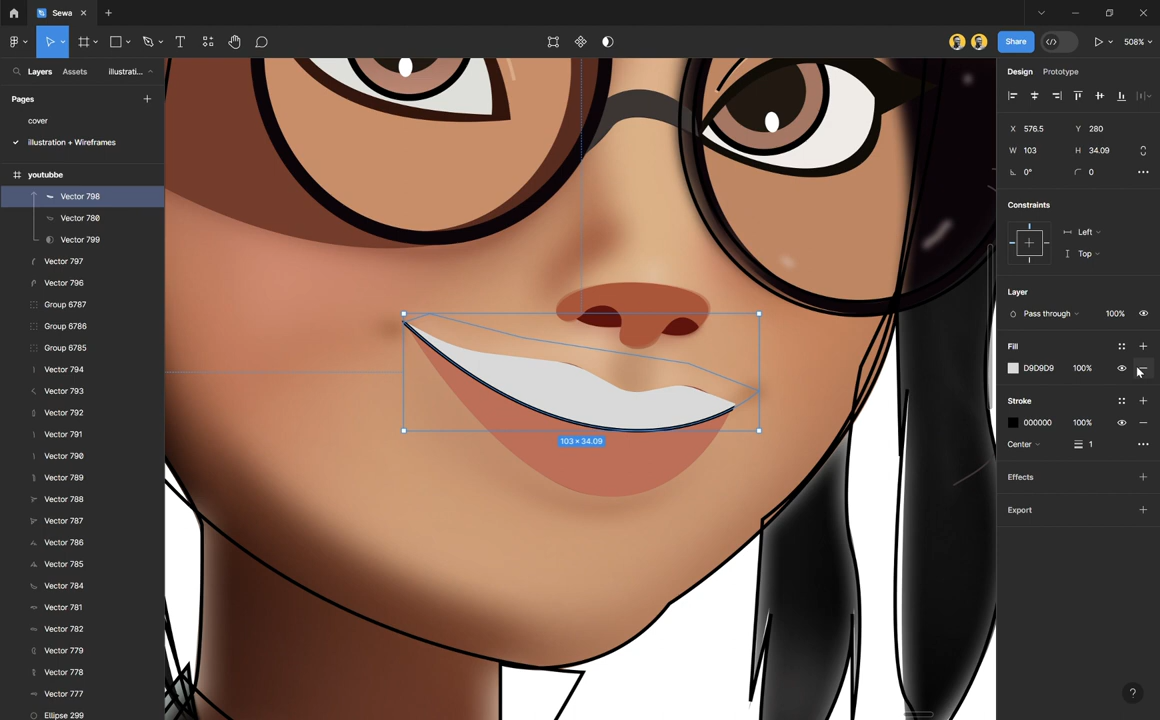 Sewa
Share
508%
Layers
Assets
illustrati...
Pages
cover
illustration + Wireframes
youtubbe
Vector 798
Vector 780
Vector 799
Vector 797
Vector 796
Group 6787
Group 6786
Group 6785
Vector 794
Vector 793
Vector 792
Vector 791
Vector 790
Vector 789
Vector 788
Vector 787
Vector 786
Vector 785
Vector 784
Vector 781
Vector 782
Vector 779
Vector 778
Vector 777
Ellipse 299
103 × 34.09
Design
Prototype
X 576.5 Y 280
W 103 H 34.09
0° 0
Constraints
Left
Top
Layer
Pass through 100%
Fill
D9D9D9 100%
Stroke
000000 100%
Center 1
Effects
Export
?